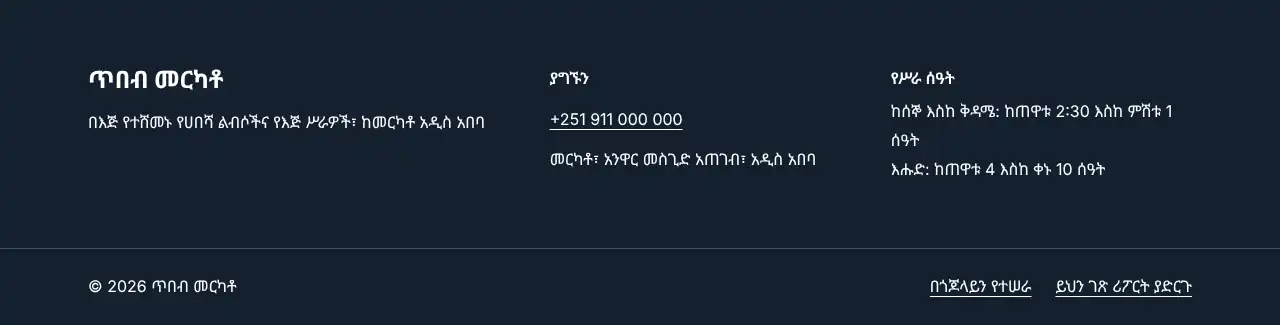 ጥበብ መርካቶ
በእጅ የተሸመኑ የሀበሻ ልብሶችና የእጅ ሥራዎች፣ ከመርካቶ አዲስ አበባ
ያግኙን
+251 911 000 000
መርካቶ፣ አንዋር መስጊድ አጠገብ፣ አዲስ አበባ
የሥራ ሰዓት
ከሰኞ እስከ ቅዳሜ: ከጠዋቱ 2:30 እስከ ምሽቱ 1
ሰዓት
እሑድ: ከጠዋቱ 4 እስከ ቀኑ 10 ሰዓት
© 2026 ጥበብ መርካቶ
በጎጆላይን የተሠራ
ይህን ገጽ ሪፖርት ያድርጉ